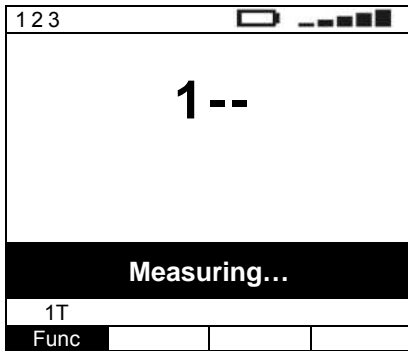 123
1--
Measuring…
1T
Func